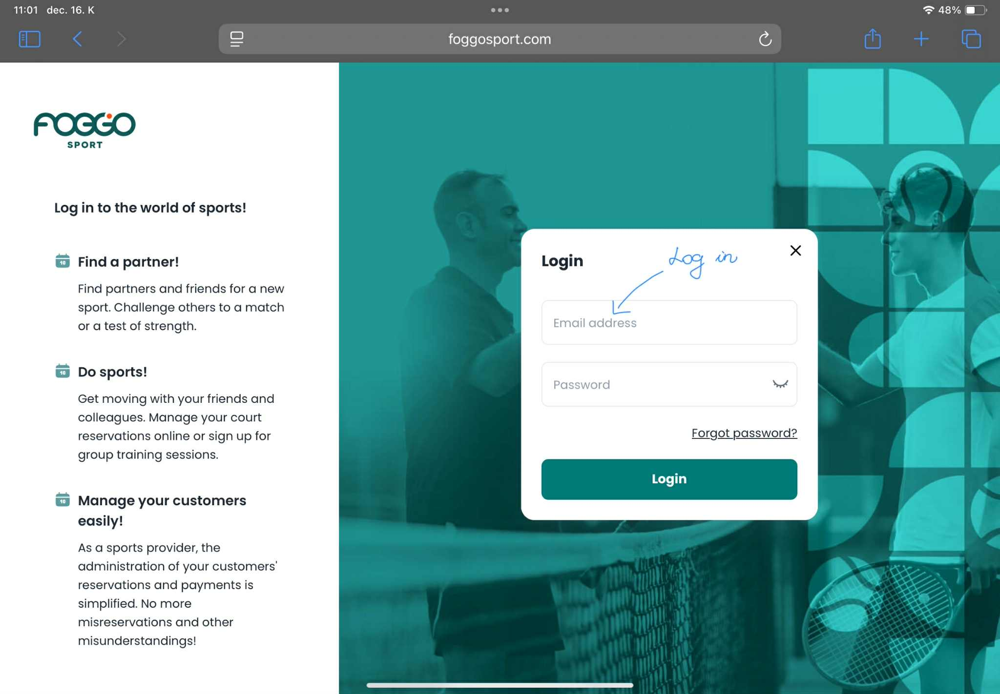 11:01 dec. 16. K
48%
foggosport.com
FOGGO
SPORT
Log in to the world of sports!
10
Find a partner!
Find partners and friends for a new
sport. Challenge others to a match
or a test of strength.
10
Do sports!
Get moving with your friends and
colleagues. Manage your court
reservations online or sign up for
group training sessions.
10
Manage your customers
easily!
As a sports provider, the
administration of your customers'
reservations and payments is
simplified. No more
misreservations and other
misunderstandings!
Login
Log in
Email address
Password
Forgot password?
Login